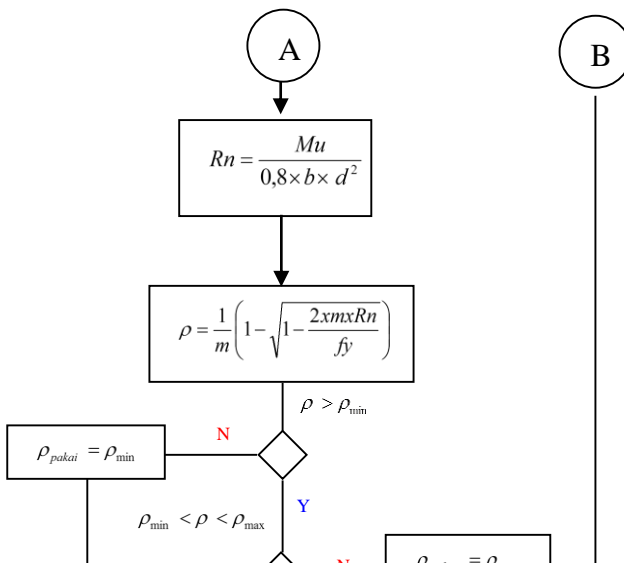 A
B
Rn = Mu / 0,8 × b × d²
ρ = 1/m (1 − √(1 − 2xmxRn / fy))
ρ > ρmin
N
ρpakai = ρmin
Y
ρmin < ρ < ρmax
N